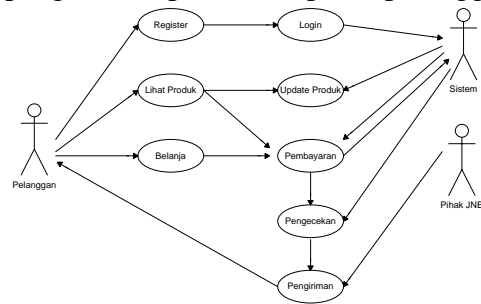 Register
Login
Sistem
Lihat Produk
Update Produk
Belanja
Pembayaran
Pelanggan
Pihak JNE
Pengecekan
Pengiriman